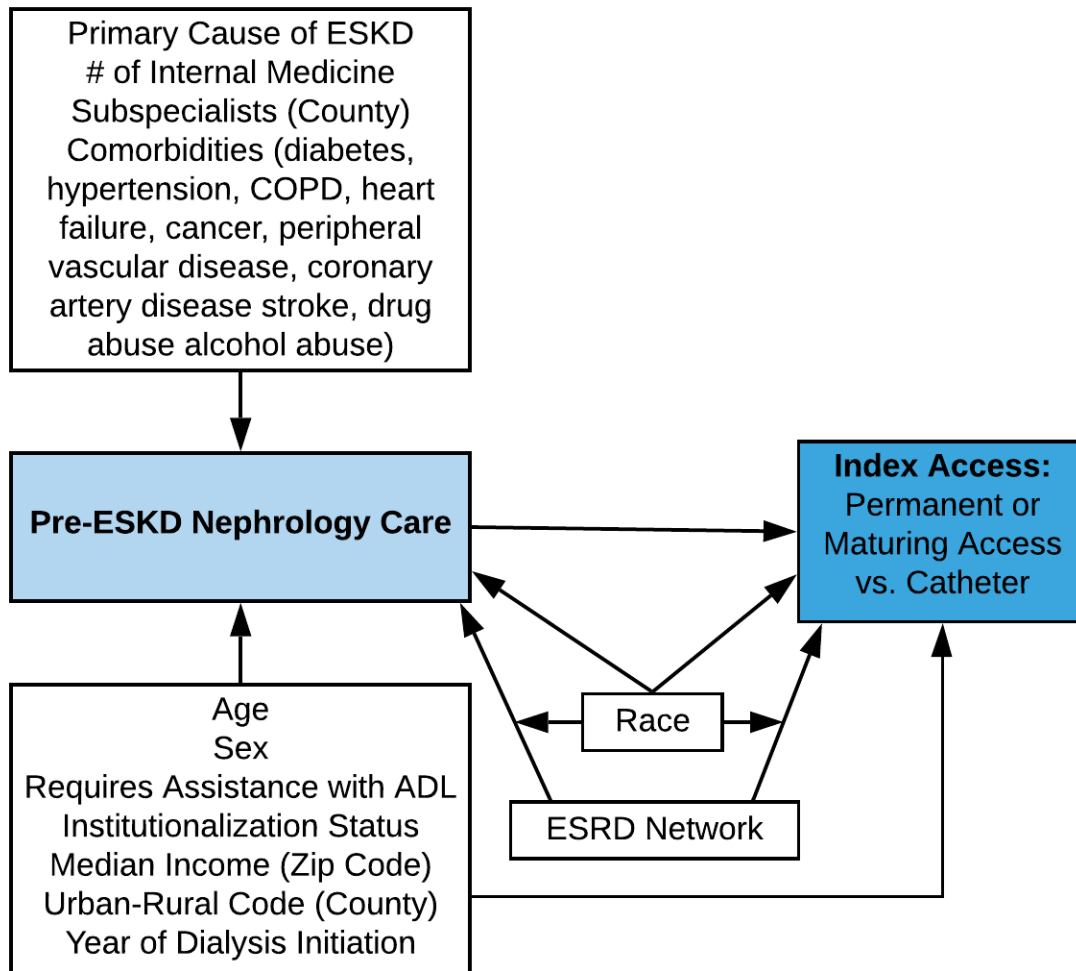 Primary Cause of ESKD
# of Internal Medicine
Subspecialists (County)
Comorbidities (diabetes,
hypertension, COPD, heart
failure, cancer, peripheral
vascular disease, coronary
artery disease stroke, drug
abuse alcohol abuse)
Pre-ESKD Nephrology Care
Index Access:
Permanent or
Maturing Access
vs. Catheter
Race
ESRD Network
Age
Sex
Requires Assistance with ADL
Institutionalization Status
Median Income (Zip Code)
Urban-Rural Code (County)
Year of Dialysis Initiation